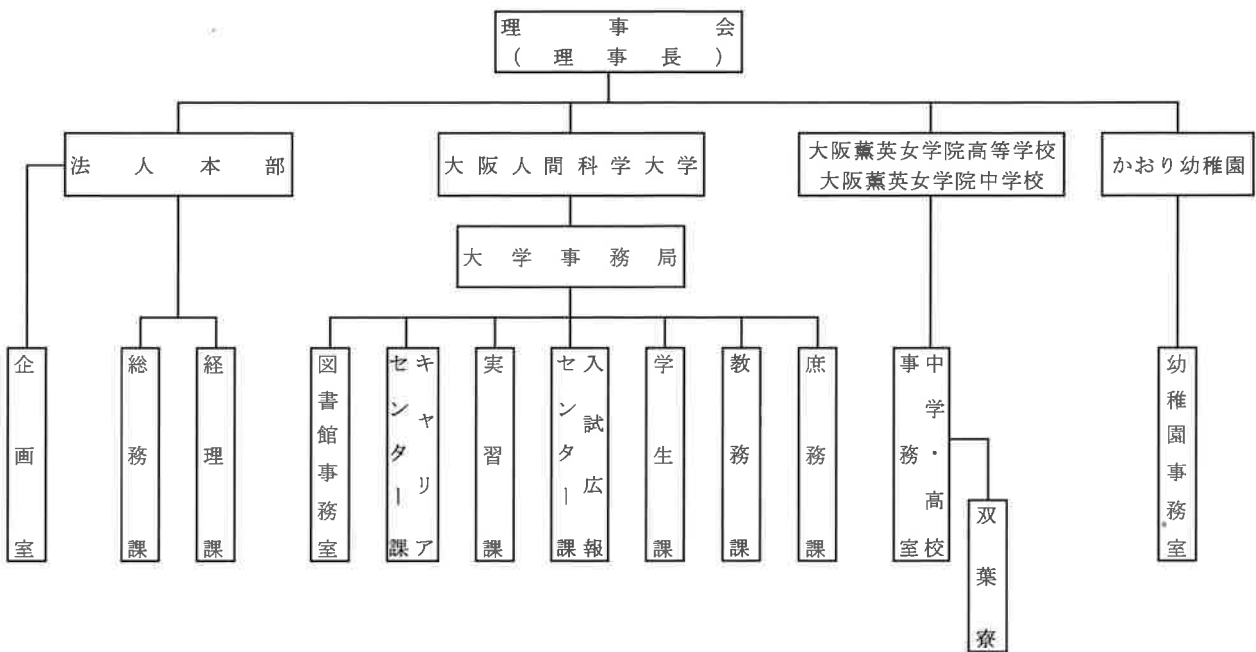 理事会
(理事長)
法人本部
大阪人間科学大学
大阪薫英女学院高等学校
大阪薫英女学院中学校
かおり幼稚園
大学事務局
企画室
総務課
経理課
図書館事務室
キャリア
センター課
実習課
入試広報
センター課
学生課
教務課
庶務課
中学・高校
事務室
双葉寮
幼稚園事務室